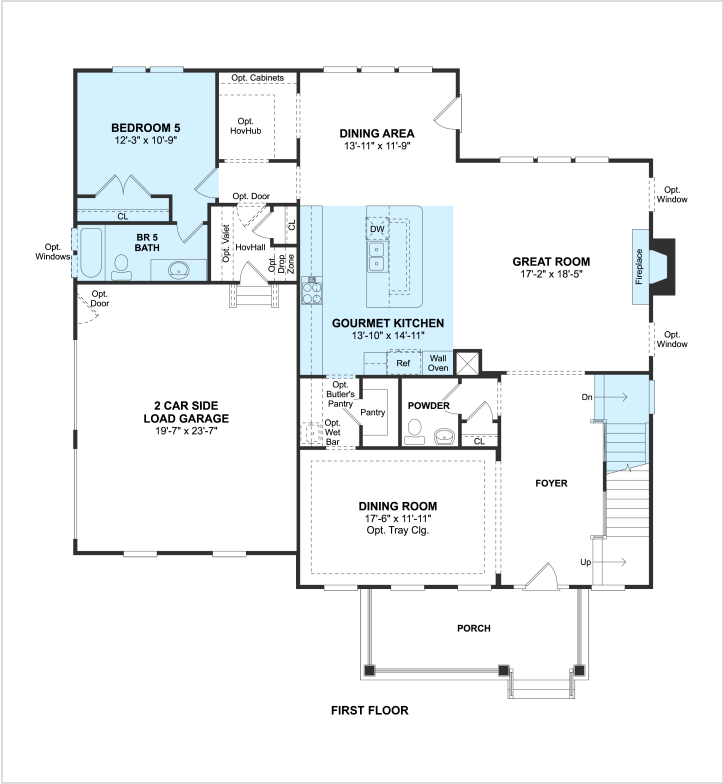 Opt. Cabinets
BEDROOM 5
12'-3" x 10'-9"
Opt.
HovHub
DINING AREA
13'-11" x 11'-9"
Opt. Door
CL
Opt.
Window
BR 5
BATH
Opt.
Windows
Opt. Valet
HovHall
CL
Opt.
Drop
Zone
DW
GREAT ROOM
17'-2" x 18'-5"
Fireplace
Opt.
Door
GOURMET KITCHEN
13'-10" x 14'-11"
Opt.
Window
Ref
Wall
Oven
Opt.
Butler's
Pantry
Pantry
POWDER
Dn
2 CAR SIDE
LOAD GARAGE
19'-7" x 23'-7"
Opt.
Wet
Bar
CL
FOYER
DINING ROOM
17'-6" x 11'-11"
Opt. Tray Clg.
Up
PORCH
FIRST FLOOR